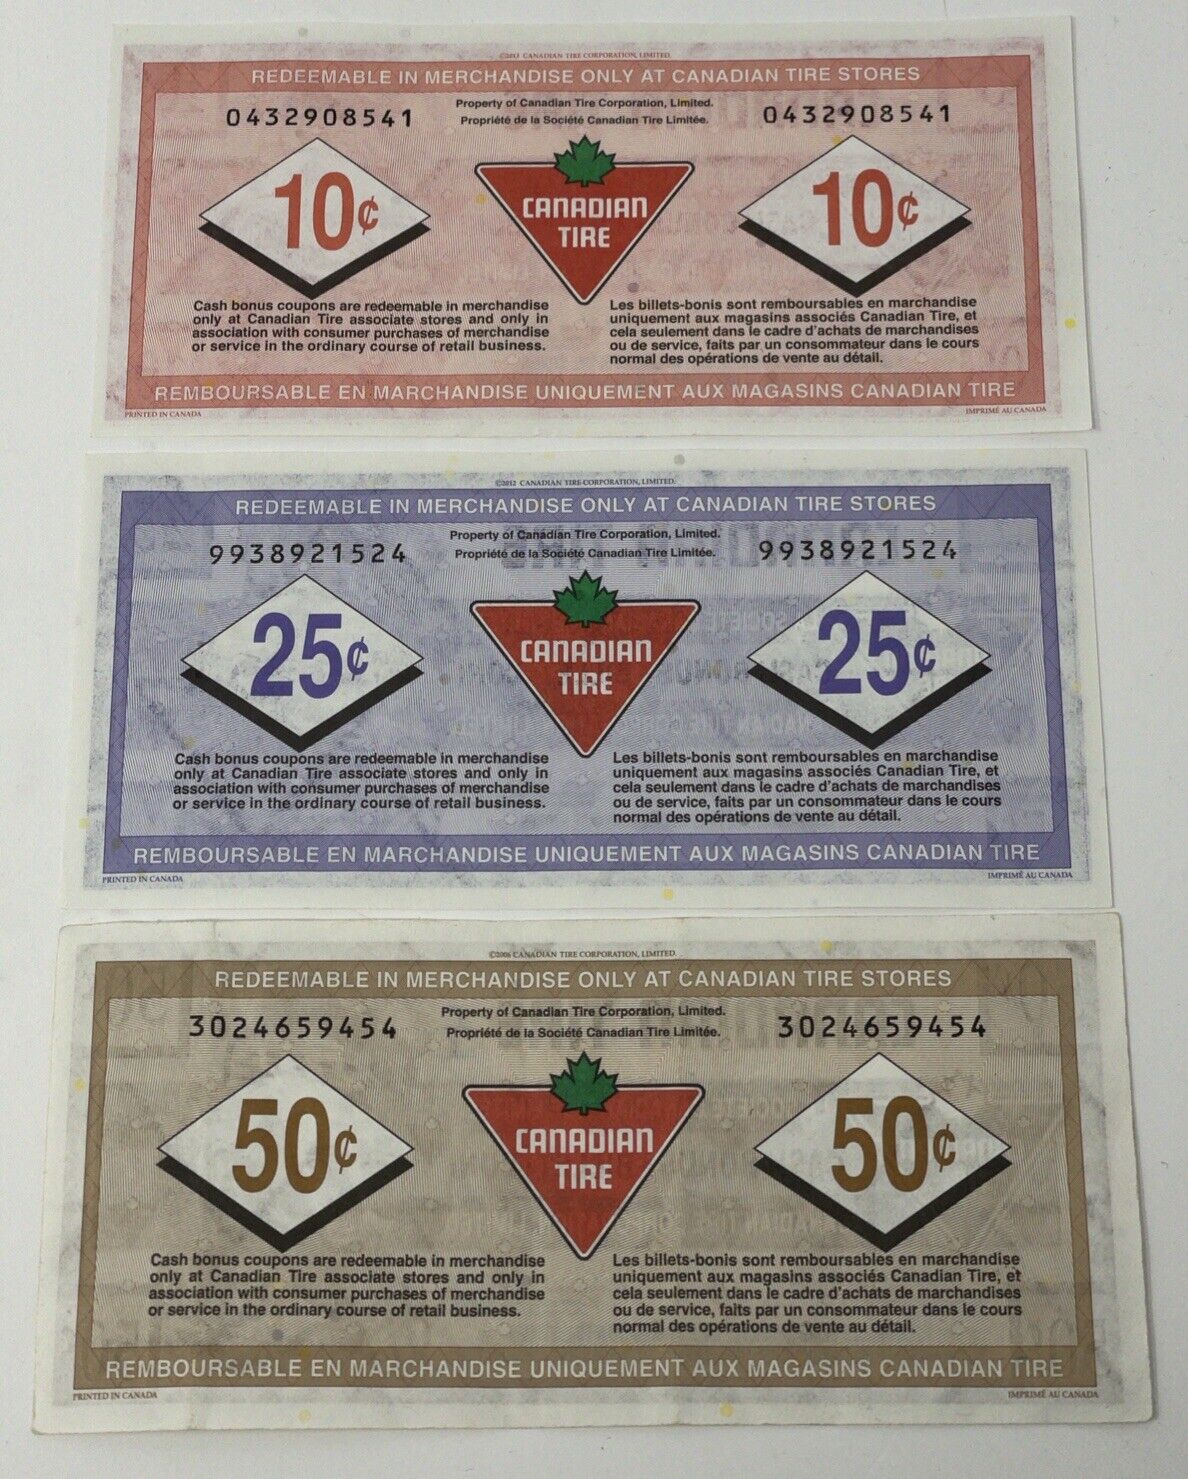 ©2013 CANADIAN TIRE CORPORATION, LIMITED.
REDEEMABLE IN MERCHANDISE ONLY AT CANADIAN TIRE STORES
Property of Canadian Tire Corporation, Limited.
0432908541 Propriété de la Société Canadian Tire Limitée. 0432908541
10¢ CANADIAN TIRE 10¢
Cash bonus coupons are redeemable in merchandise
only at Canadian Tire associate stores and only in
association with consumer purchases of merchandise
or service in the ordinary course of retail business.
Les billets-bonis sont remboursables en marchandise
uniquement aux magasins associés Canadian Tire, et
cela seulement dans le cadre d'achats de marchandises
ou de service, faits par un consommateur dans le cours
normal des opérations de vente au détail.
REMBOURSABLE EN MARCHANDISE UNIQUEMENT AUX MAGASINS CANADIAN TIRE
PRINTED IN CANADA IMPRIMÉ AU CANADA
©2012 CANADIAN TIRE CORPORATION, LIMITED.
REDEEMABLE IN MERCHANDISE ONLY AT CANADIAN TIRE STORES
Property of Canadian Tire Corporation, Limited.
9938921524 Propriété de la Société Canadian Tire Limitée. 9938921524
25¢ CANADIAN TIRE 25¢
Cash bonus coupons are redeemable in merchandise
only at Canadian Tire associate stores and only in
association with consumer purchases of merchandise
or service in the ordinary course of retail business.
Les billets-bonis sont remboursables en marchandise
uniquement aux magasins associés Canadian Tire, et
cela seulement dans le cadre d'achats de marchandises
ou de service, faits par un consommateur dans le cours
normal des opérations de vente au détail.
REMBOURSABLE EN MARCHANDISE UNIQUEMENT AUX MAGASINS CANADIAN TIRE
PRINTED IN CANADA IMPRIMÉ AU CANADA
©2006 CANADIAN TIRE CORPORATION, LIMITED.
REDEEMABLE IN MERCHANDISE ONLY AT CANADIAN TIRE STORES
Property of Canadian Tire Corporation, Limited.
3024659454 Propriété de la Société Canadian Tire Limitée. 3024659454
50¢ CANADIAN TIRE 50¢
Cash bonus coupons are redeemable in merchandise
only at Canadian Tire associate stores and only in
association with consumer purchases of merchandise
or service in the ordinary course of retail business.
Les billets-bonis sont remboursables en marchandise
uniquement aux magasins associés Canadian Tire, et
cela seulement dans le cadre d'achats de marchandises
ou de service, faits par un consommateur dans le cours
normal des opérations de vente au détail.
REMBOURSABLE EN MARCHANDISE UNIQUEMENT AUX MAGASINS CANADIAN TIRE
PRINTED IN CANADA IMPRIMÉ AU CANADA